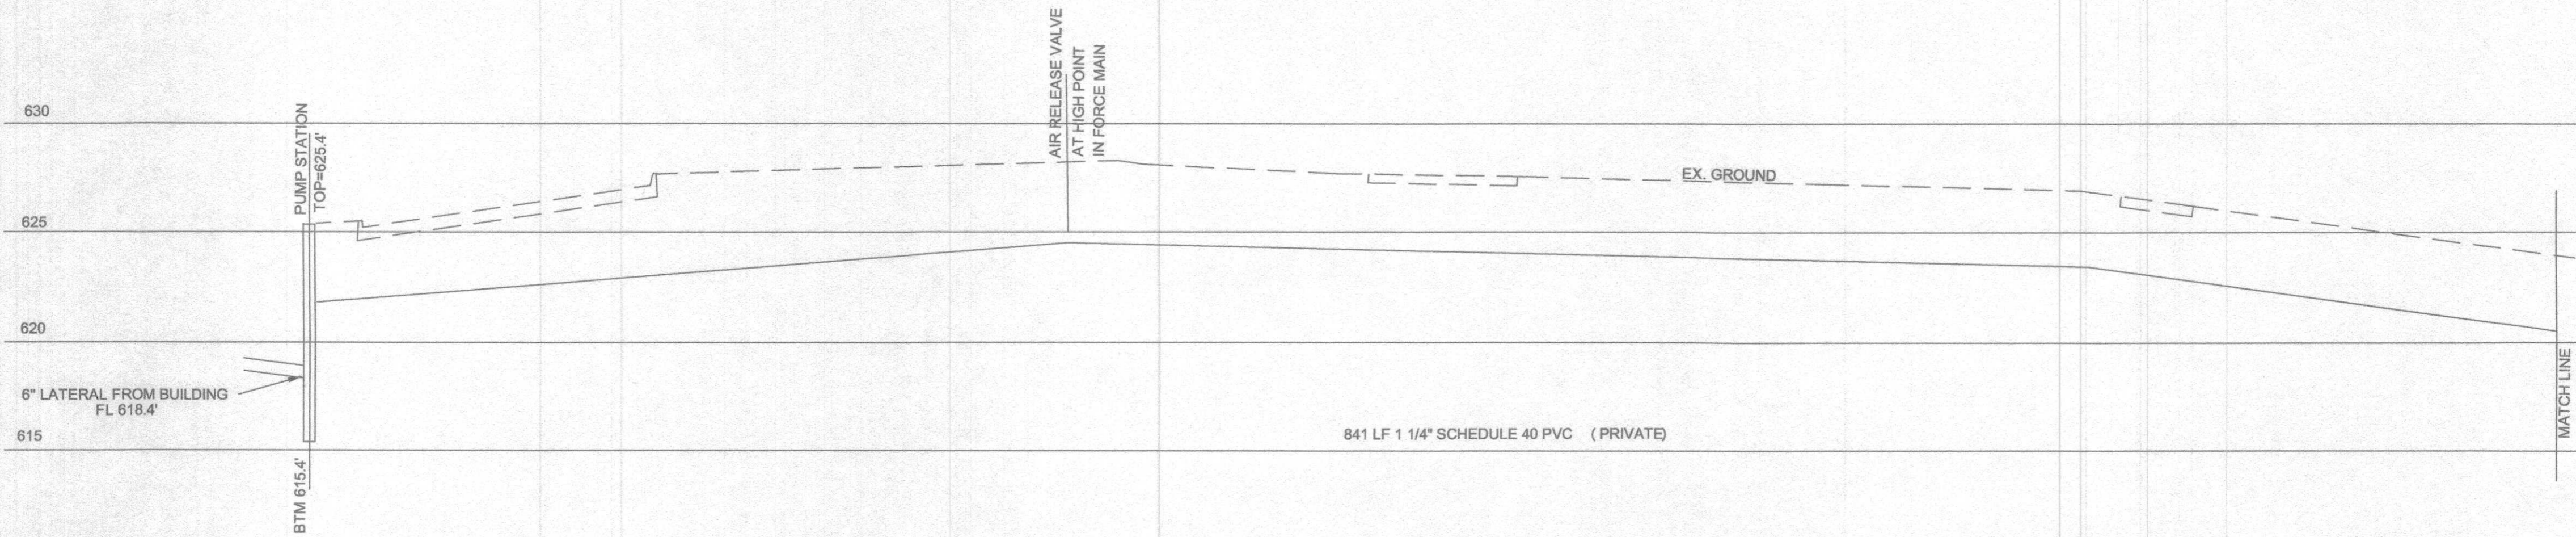 AIR RELEASE VALVE
AT HIGH POINT
IN FORCE MAIN
630
PUMP STATION
TOP=625.4'
EX. GROUND
625
620
6" LATERAL FROM BUILDING
FL 618.4'
615
841 LF 1 1/4" SCHEDULE 40 PVC ( PRIVATE)
MATCH LINE
BTM 615.4'